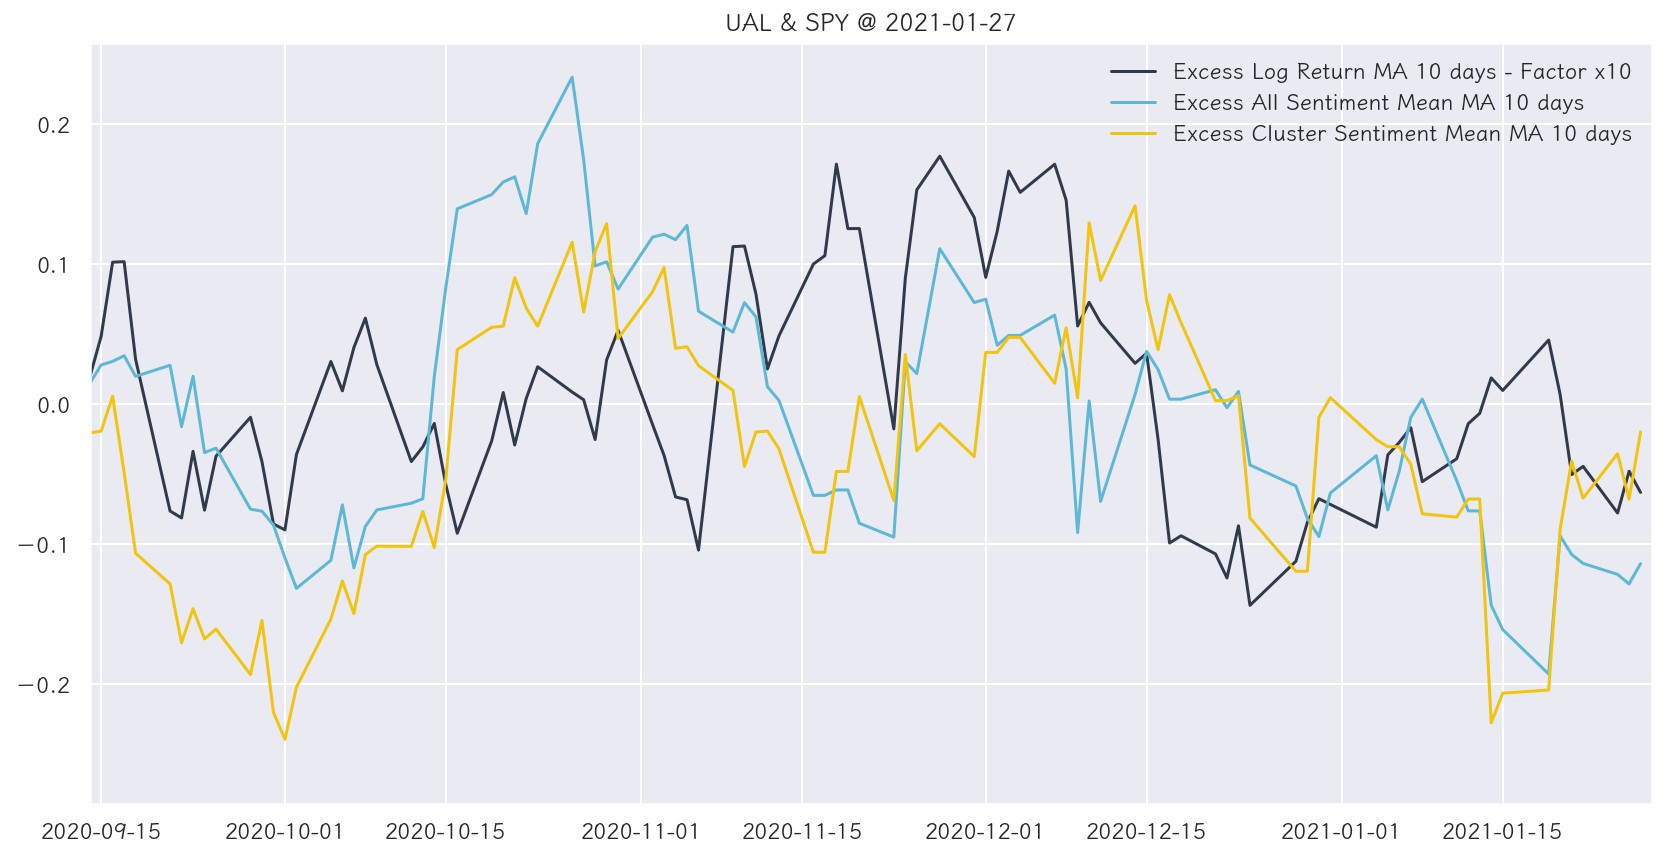 UAL & SPY @ 2021-01-27
Excess Log Return MA 10 days - Factor x10
Excess All Sentiment Mean MA 10 days
Excess Cluster Sentiment Mean MA 10 days
0.2
0.1
0.0
−0.1
−0.2
2020-09-15 2020-10-01 2020-10-15 2020-11-01 2020-11-15 2020-12-01 2020-12-15 2021-01-01 2021-01-15